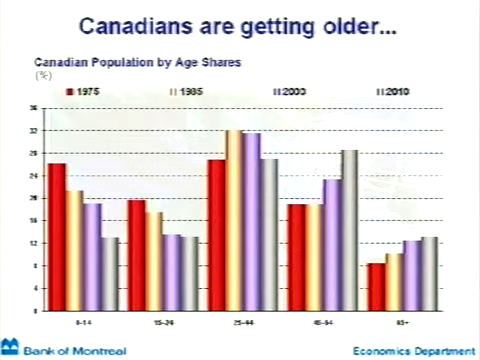 Canadians are getting older...
Canadian Population by Age Shares
(%)
1975 1985 2000 2010
36
32
28
24
20
16
12
8
4
0
0-14 15-24 25-44 45-64 65+
Bank of Montreal
Economics Department